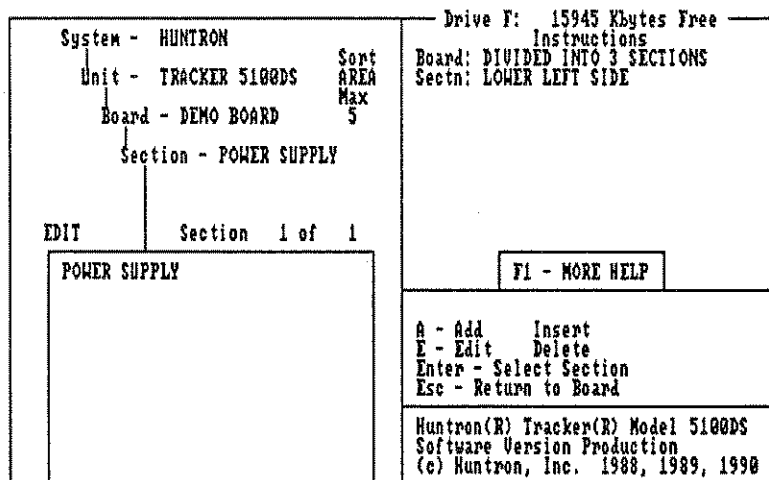 System - HUNTRON
Unit - TRACKER 5100DS
Board - DEMO BOARD
Section - POWER SUPPLY
Sort
AREA
Max
5
EDIT Section 1 of 1
POWER SUPPLY
Drive F: 15945 Kbytes Free
Instructions
Board: DIVIDED INTO 3 SECTIONS
Sectn: LOWER LEFT SIDE
F1 - MORE HELP
A - Add Insert
E - Edit Delete
Enter - Select Section
Esc - Return to Board
Huntron(R) Tracker(R) Model 5100DS
Software Version Production
(c) Huntron, Inc. 1988, 1989, 1990